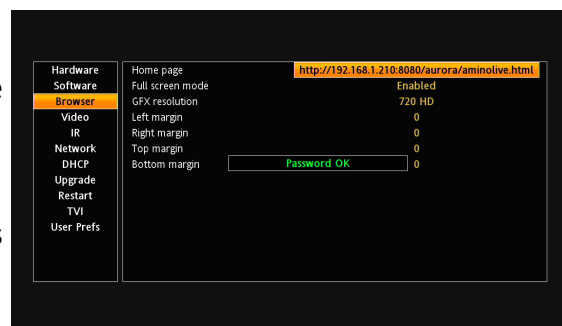 Hardware
Software
Browser
Video
IR
Network
DHCP
Upgrade
Restart
TVI
User Prefs
Home page http://192.168.1.210:8080/aurora/aminolive.html
Full screen mode Enabled
GFX resolution 720 HD
Left margin 0
Right margin 0
Top margin 0
Bottom margin 0
Password OK